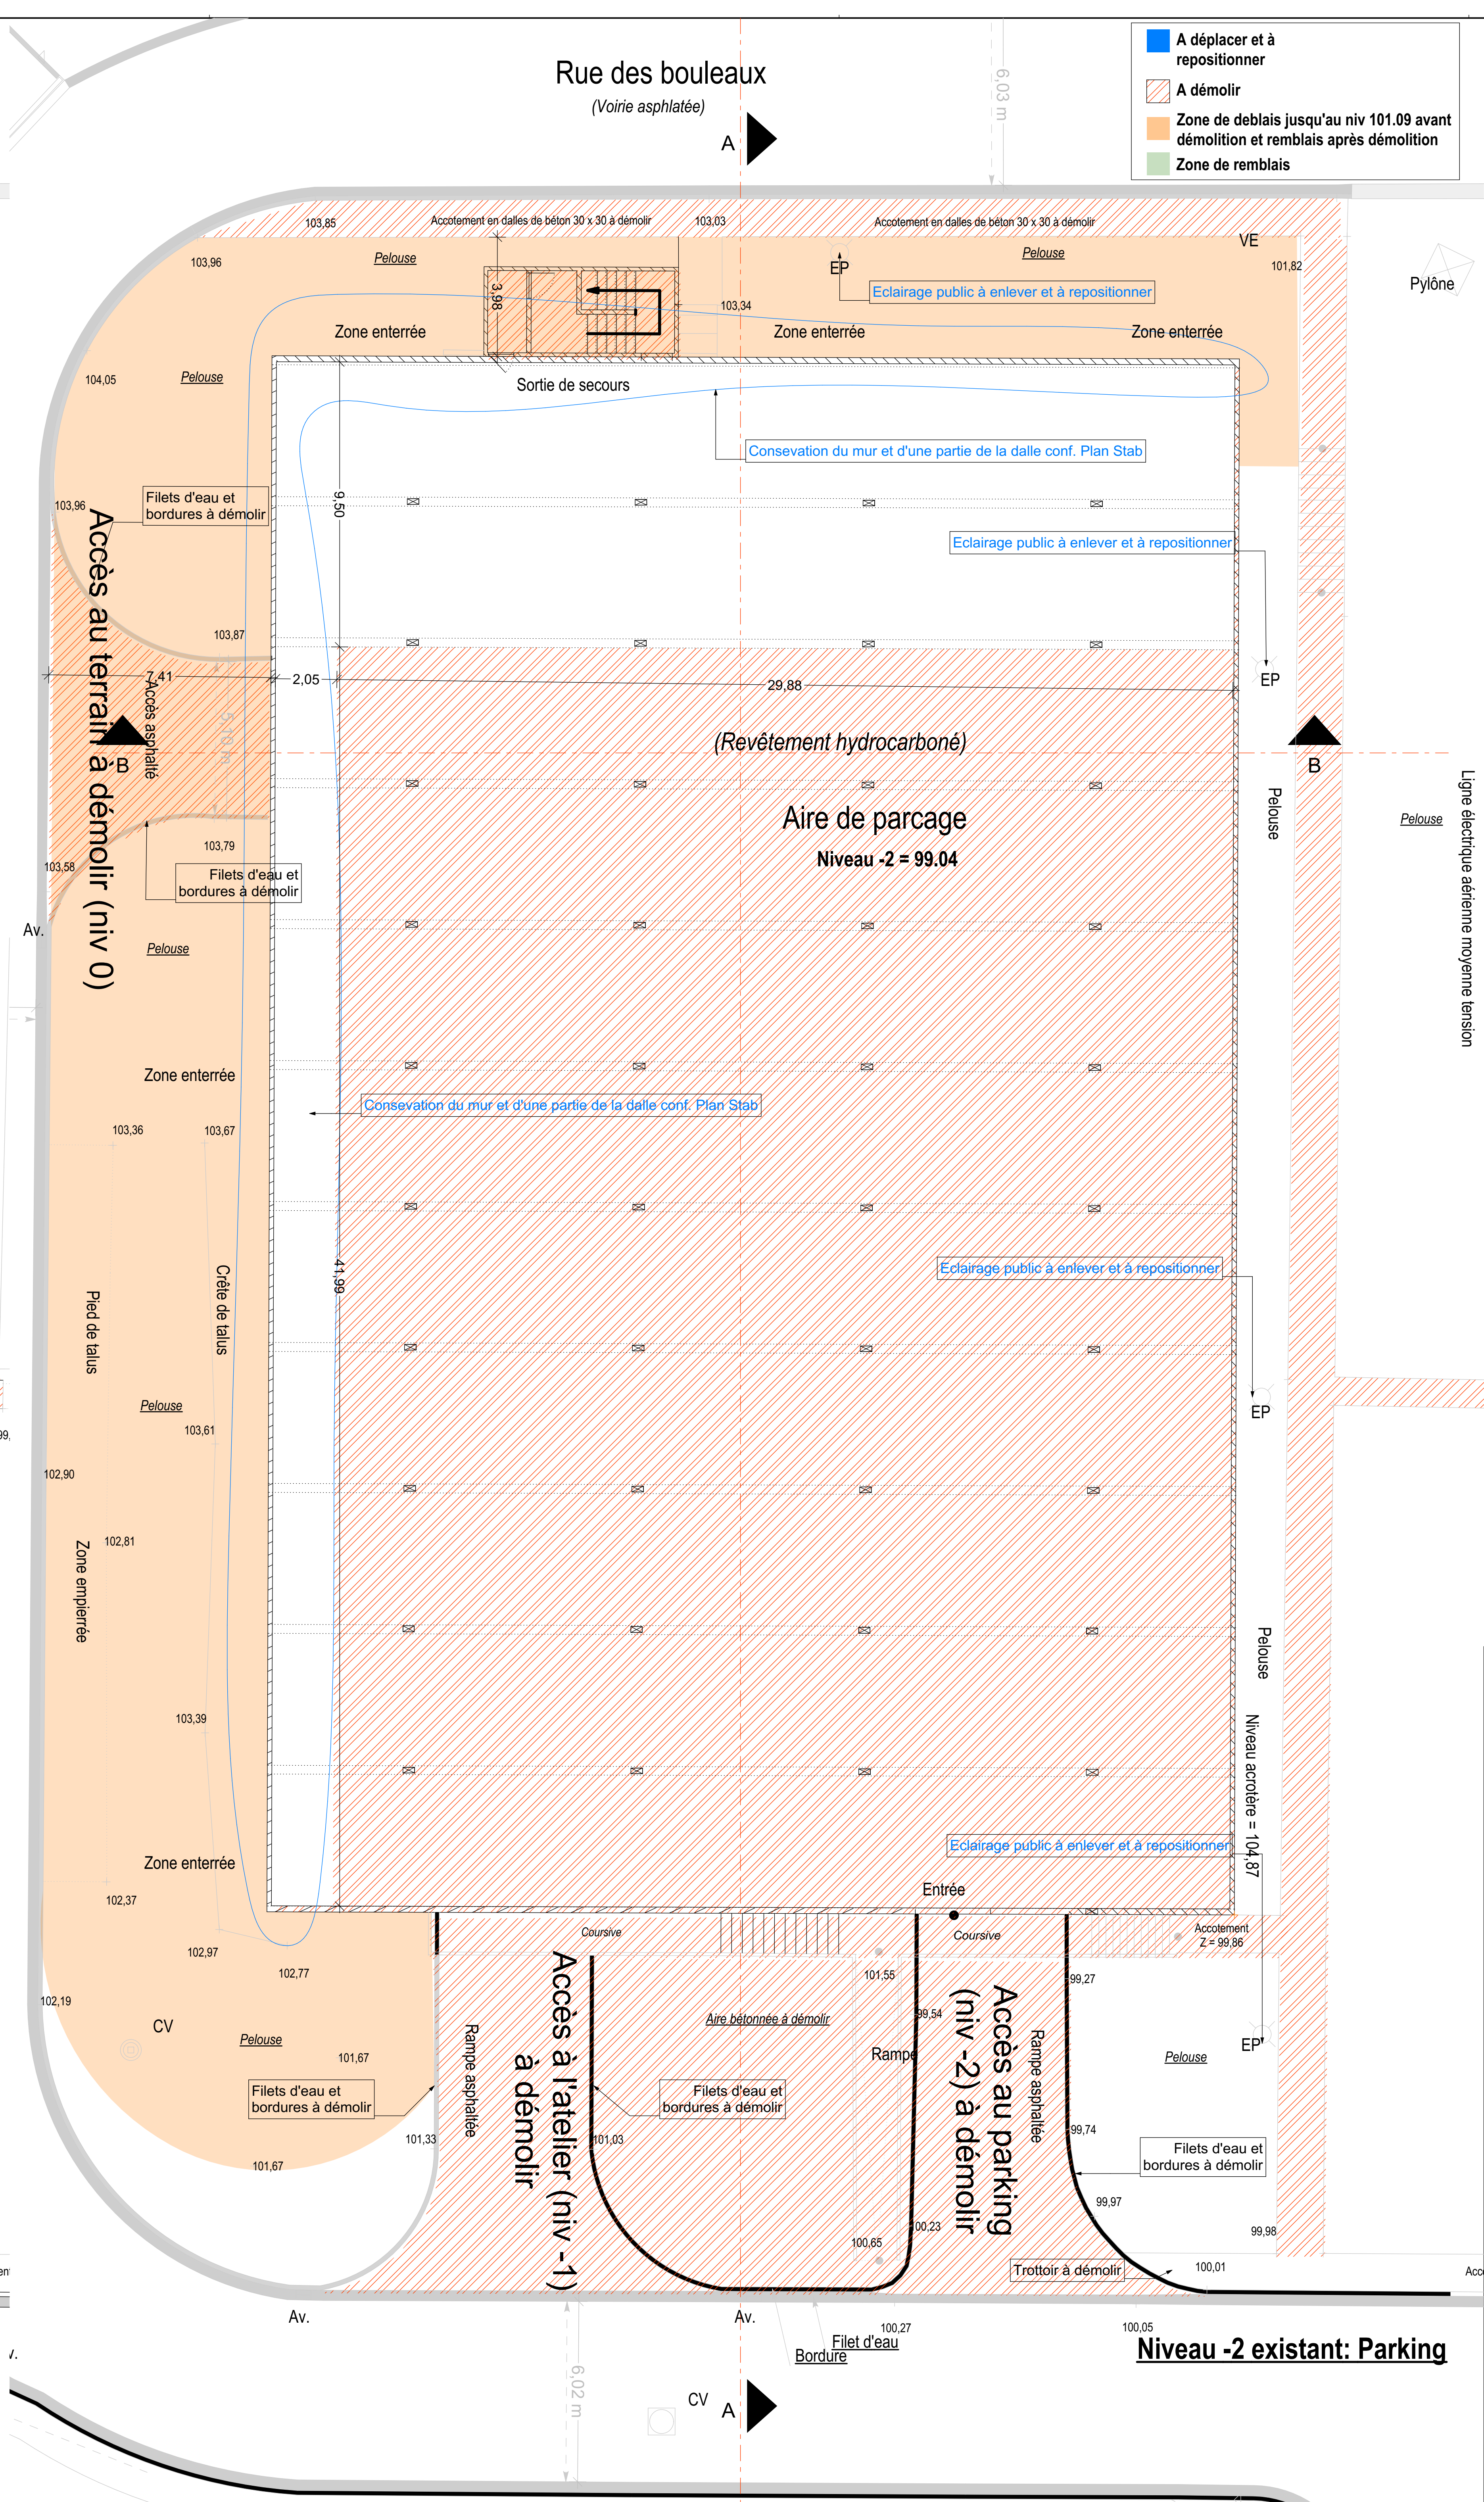 Rue des bouleaux
(Voirie asphlatée)
6,03 m
A déplacer et à
repositionner
A démolir
Zone de deblais jusqu'au niv 101.09 avant
démolition et remblais après démolition
Zone de remblais
A
103,85
Accotement en dalles de béton 30 x 30 à démolir
103,03
Accotement en dalles de béton 30 x 30 à démolir
VE
103,96
Pelouse
EP
Pelouse
101,82
Pylône
3,98
Eclairage public à enlever et à repositionner
103,34
Zone enterrée
Zone enterrée
Zone enterrée
104,05
Pelouse
Sortie de secours
Consevation du mur et d'une partie de la dalle conf. Plan Stab
Filets d'eau et
bordures à démolir
9,50
103,96
Accès au terrain à démolir (niv 0)
Eclairage public à enlever et à repositionner
103,87
EP
7,41
2,05
29,88
Accès asphalté
5,10 m
(Revêtement hydrocarboné)
B
B
Aire de parcage
Niveau -2 = 99.04
Pelouse
Pelouse
Ligne électrique aérienne moyenne tension
103,79
103,58
Filets d'eau et
bordures à démolir
Av.
Pelouse
Zone enterrée
Consevation du mur et d'une partie de la dalle conf. Plan Stab
103,36
103,67
41,99
Eclairage public à enlever et à repositionner
Crête de talus
Pied de talus
Pelouse
EP
103,61
99,
102,90
102,81
Zone empierrée
Pelouse
103,39
Niveau acrotère = 104,87
Eclairage public à enlever et à repositionner
Zone enterrée
102,37
Entrée
Coursive
Coursive
Accotement
Z = 99,86
102,97
102,77
101,55
99,27
102,19
CV
Pelouse
Aire bétonnée à démolir
99,54
Rampe asphaltée
Accès à l'atelier (niv -1)
à démolir
Rampe
Accès au parking
(niv -2) à démolir
Rampe asphaltée
EP
Pelouse
101,67
Filets d'eau et
bordures à démolir
Filets d'eau et
bordures à démolir
101,33
101,03
99,74
Filets d'eau et
bordures à démolir
101,67
99,97
100,23
99,98
100,65
Trottoir à démolir
100,01
Acc
Av.
Av.
100,27
100,05
Filet d'eau
Bordure
Niveau -2 existant: Parking
6,02 m
CV
A